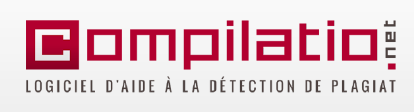 Compilatio.net
LOGICIEL D'AIDE À LA DÉTECTION DE PLAGIAT